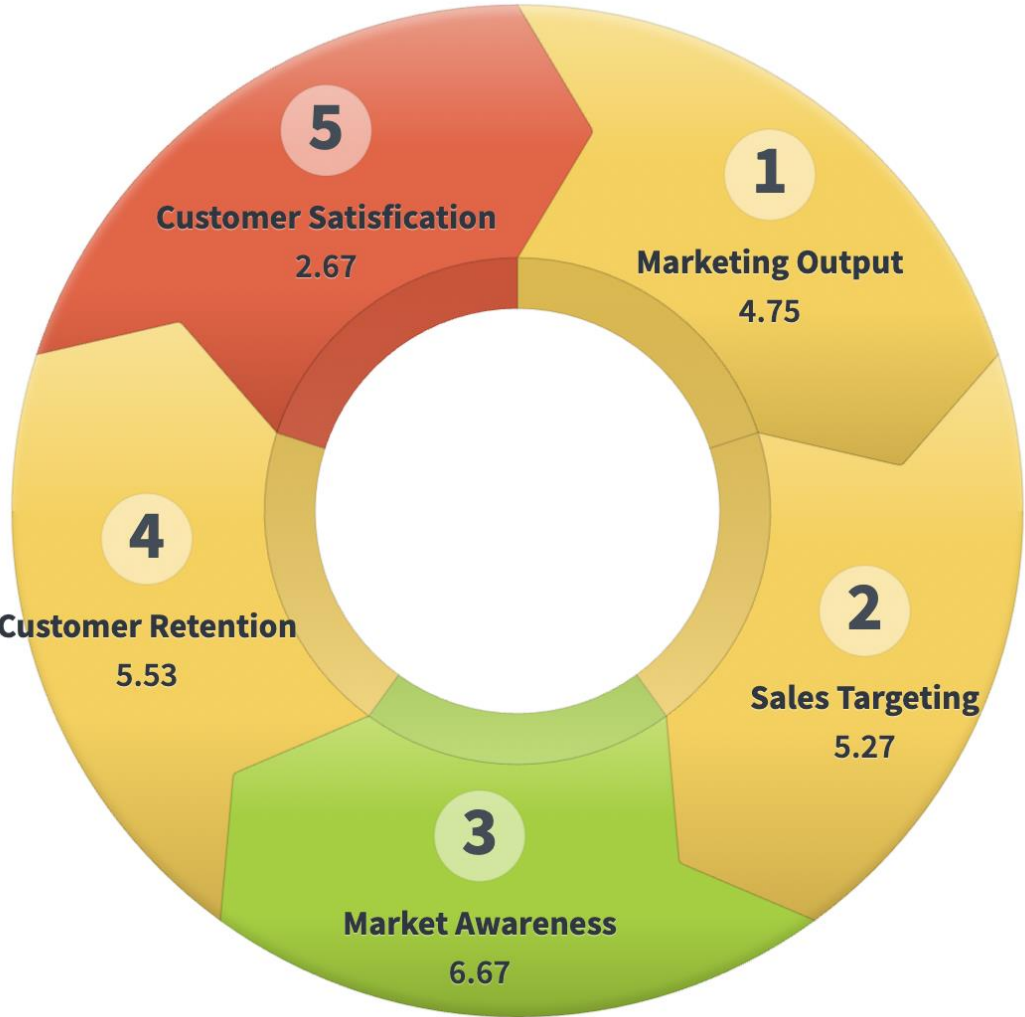 1
Marketing Output
4.75
2
Sales Targeting
5.27
3
Market Awareness
6.67
4
Customer Retention
5.53
5
Customer Satisfication
2.67